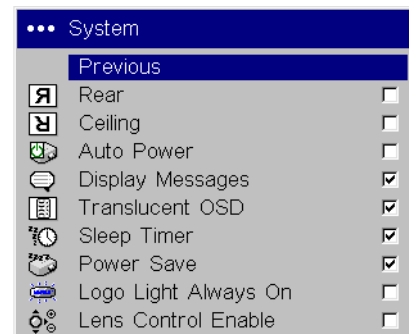 ••• System
Previous
Rear
Ceiling
Auto Power
Display Messages
Translucent OSD
Sleep Timer
Power Save
Logo Light Always On
Lens Control Enable